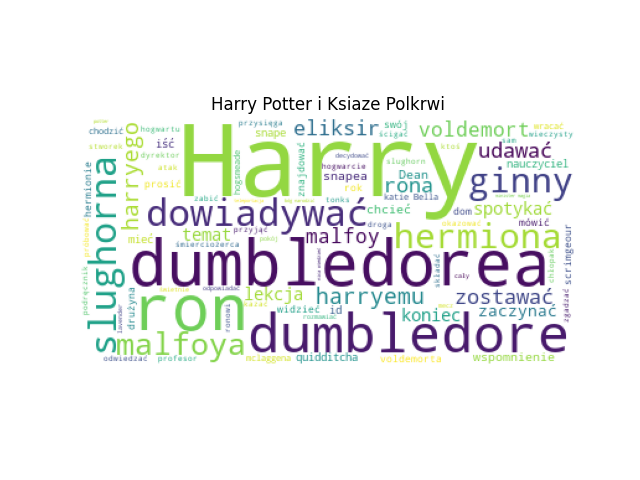 Harry Potter i Ksiaze Polkrwi
Harry
dumbledorea
dumbledore
ron
hermiona
ginny
slughorna
dowiadywać
malfoya
harryego
harryemu
eliksir
voldemort
udawać
nauczyciel
rona
Dean
katie Bella
snape
snapea
hogwarcie
rok
chcieć
dom
spotykać
mówić
temat
mieć
malfoy
lekcja
widzieć
id
koniec
zostawać
zaczynać
quidditcha
voldemorta
wspomnienie
mclaggena
profesor
odwiedzać
drużyna
śmierciożerca
przyjąć
pokój
droga
tonks
zabić
prosić
iść
atak
dyrektor
hogwartu
przysięga
chodzić
stworek
hermionie
podręcznik
lavender
hogsmeade
znajdować
decydować
slughorn
ścigać
swój
ktoś
sam
wracać
wieczysty
scrimgeour
chłopak
zgadzać
składać
cały
odpowiadać
ronowi
rozmawiać